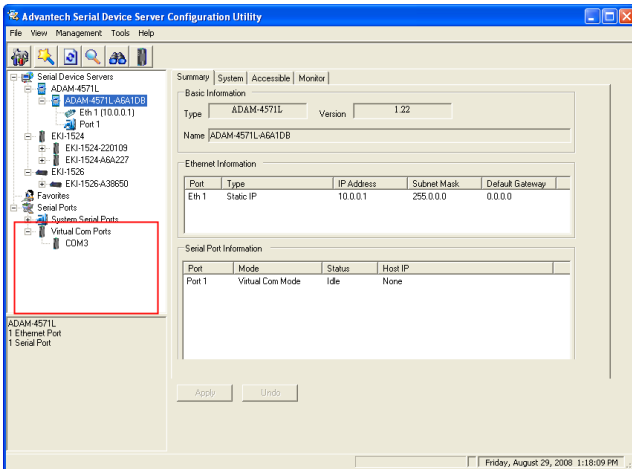 Advantech Serial Device Server Configuration Utility
File View Management Tools Help
Serial Device Servers
ADAM-4571L
ADAM-4571L-A6A1DB
Eth 1 (10.0.0.1)
Port 1
EKI-1524
EKI-1524-220109
EKI-1524-A6A227
EKI-1526
EKI-1526-A38650
Favorites
Serial Ports
System Serial Ports
Virtual Com Ports
COM3
ADAM-4571L
1 Ethernet Port
1 Serial Port
Summary System Accessible Monitor
Basic Information
Type ADAM-4571L Version 1.22
Name ADAM-4571L-A6A1DB
Ethernet Information
Port Type IP Address Subnet Mask Default Gateway
Eth 1 Static IP 10.0.0.1 255.0.0.0 0.0.0.0
Serial Port Information
Port Mode Status Host IP
Port 1 Virtual Com Mode Idle None
Apply Undo
Friday, August 29, 2008 1:18:09 PM